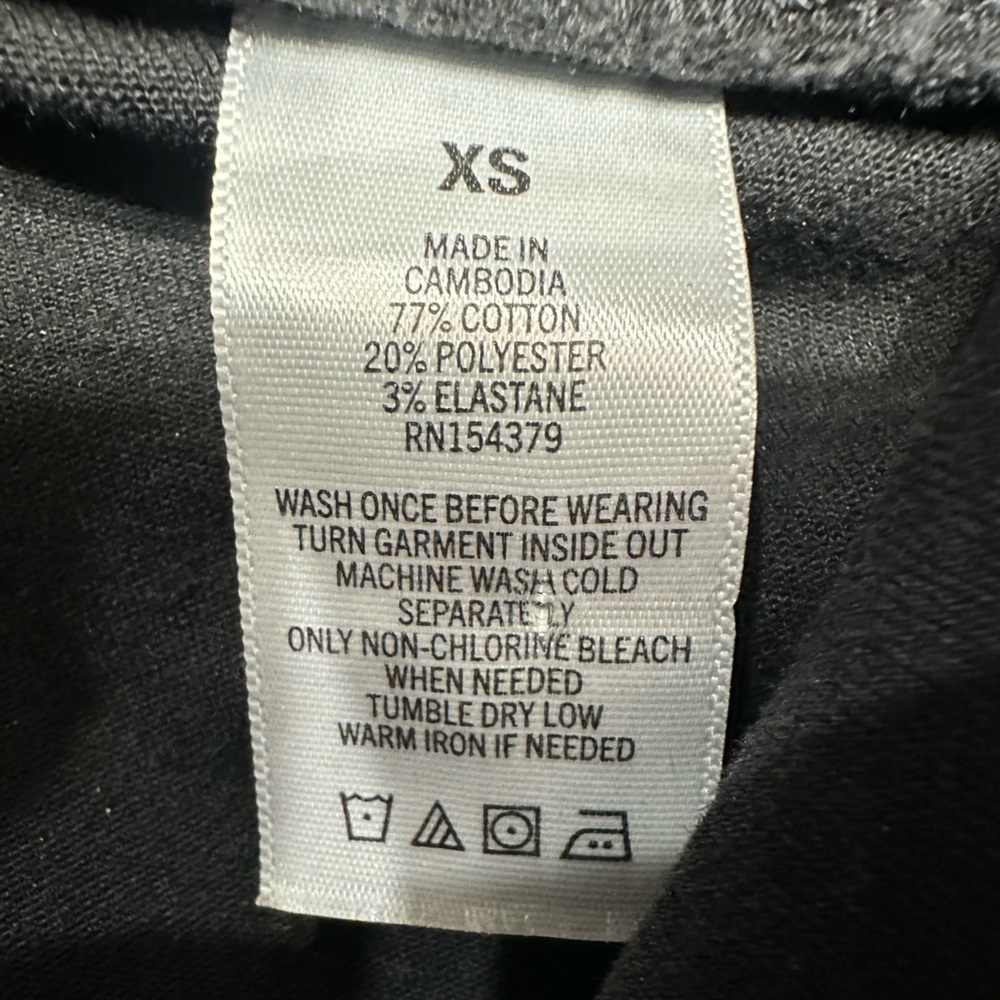 XS
MADE IN
CAMBODIA
77% COTTON
20% POLYESTER
3% ELASTANE
RN154379
WASH ONCE BEFORE WEARING
TURN GARMENT INSIDE OUT
MACHINE WASH COLD
SEPARATELY
ONLY NON-CHLORINE BLEACH
WHEN NEEDED
TUMBLE DRY LOW
WARM IRON IF NEEDED